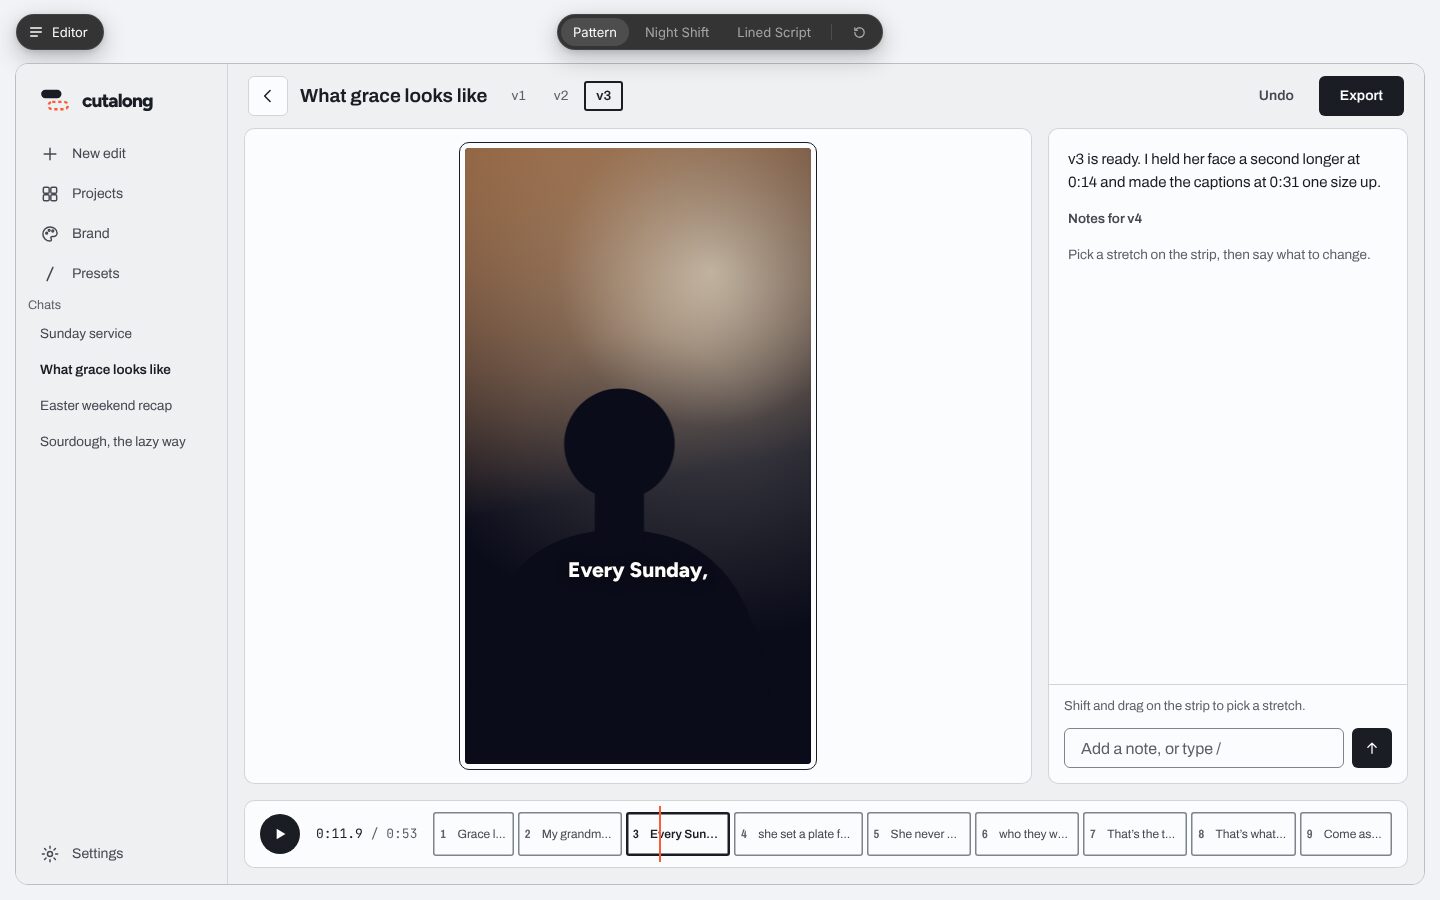 Editor
Pattern
Night Shift
Lined Script
cutalong
New edit
Projects
Brand
Presets
Chats
Sunday service
What grace looks like
Easter weekend recap
Sourdough, the lazy way
Settings
What grace looks like
v1
v2
v3
Undo
Export
Every Sunday,
v3 is ready. I held her face a second longer at
0:14 and made the captions at 0:31 one size up.
Notes for v4
Pick a stretch on the strip, then say what to change.
Shift and drag on the strip to pick a stretch.
Add a note, or type /
0:11.9 / 0:53
1 Grace l...
2 My grandm...
3 Every Sun...
4 she set a plate f...
5 She never ...
6 who they w...
7 That's the t...
8 That's what...
9 Come as...